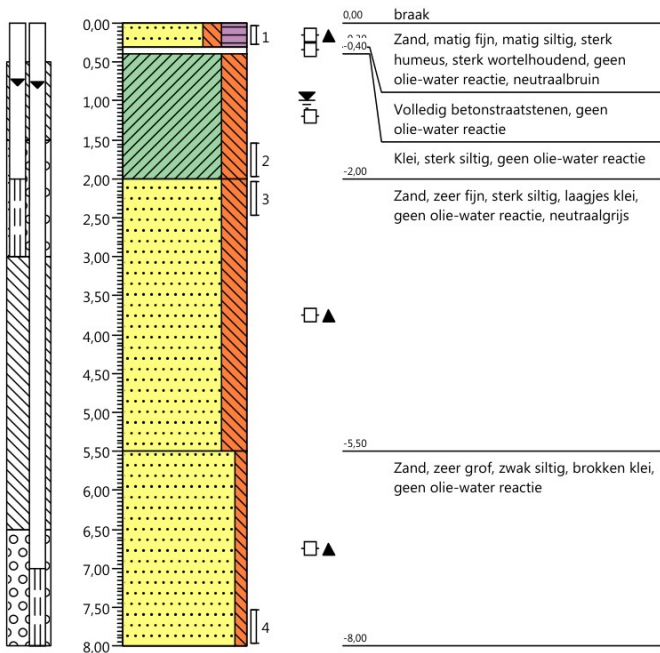 0,00
0,50
1,00
1,50
2,00
2,50
3,00
3,50
4,00
4,50
5,00
5,50
6,00
6,50
7,00
7,50
8,00
1
2
3
4
0,00
braak
-0,40
Zand, matig fijn, matig siltig, sterk
humeus, sterk wortelhoudend, geen
olie-water reactie, neutraalbruin
Volledig betonstraatstenen, geen
olie-water reactie
Klei, sterk siltig, geen olie-water reactie
-2,00
Zand, zeer fijn, sterk siltig, laagjes klei,
geen olie-water reactie, neutraalgrijs
-5,50
Zand, zeer grof, zwak siltig, brokken klei,
geen olie-water reactie
-8,00